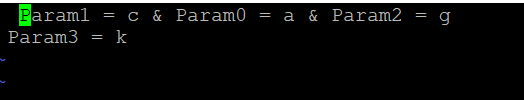 Param1 = c & Param0 = a & Param2 = g
Param3 = k
~
~